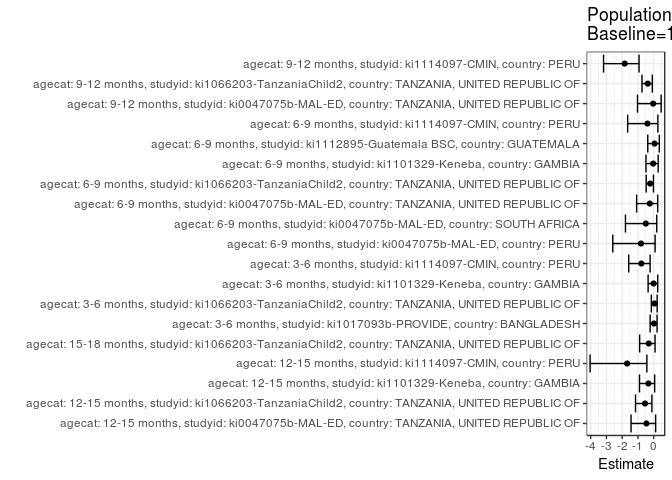 Population
Baseline=1
agecat: 9-12 months, studyid: ki1114097-CMIN, country: PERU
agecat: 9-12 months, studyid: ki1066203-TanzaniaChild2, country: TANZANIA, UNITED REPUBLIC OF
agecat: 9-12 months, studyid: ki0047075b-MAL-ED, country: TANZANIA, UNITED REPUBLIC OF
agecat: 6-9 months, studyid: ki1114097-CMIN, country: PERU
agecat: 6-9 months, studyid: ki1112895-Guatemala BSC, country: GUATEMALA
agecat: 6-9 months, studyid: ki1101329-Keneba, country: GAMBIA
agecat: 6-9 months, studyid: ki1066203-TanzaniaChild2, country: TANZANIA, UNITED REPUBLIC OF
agecat: 6-9 months, studyid: ki0047075b-MAL-ED, country: TANZANIA, UNITED REPUBLIC OF
agecat: 6-9 months, studyid: ki0047075b-MAL-ED, country: SOUTH AFRICA
agecat: 6-9 months, studyid: ki0047075b-MAL-ED, country: PERU
agecat: 3-6 months, studyid: ki1114097-CMIN, country: PERU
agecat: 3-6 months, studyid: ki1101329-Keneba, country: GAMBIA
agecat: 3-6 months, studyid: ki1066203-TanzaniaChild2, country: TANZANIA, UNITED REPUBLIC OF
agecat: 3-6 months, studyid: ki1017093b-PROVIDE, country: BANGLADESH
agecat: 15-18 months, studyid: ki1066203-TanzaniaChild2, country: TANZANIA, UNITED REPUBLIC OF
agecat: 12-15 months, studyid: ki1114097-CMIN, country: PERU
agecat: 12-15 months, studyid: ki1101329-Keneba, country: GAMBIA
agecat: 12-15 months, studyid: ki1066203-TanzaniaChild2, country: TANZANIA, UNITED REPUBLIC OF
agecat: 12-15 months, studyid: ki0047075b-MAL-ED, country: TANZANIA, UNITED REPUBLIC OF
-4 -3 -2 -1 0
Estimate